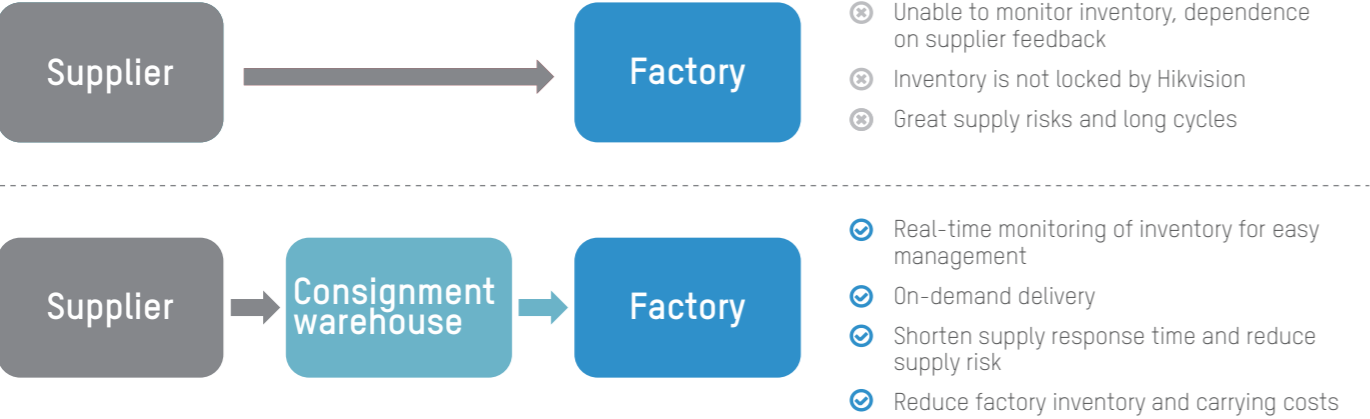 Supplier
Factory
Unable to monitor inventory, dependence
on supplier feedback
Inventory is not locked by Hikvision
Great supply risks and long cycles
Supplier
Consignment
warehouse
Factory
Real-time monitoring of inventory for easy
management
On-demand delivery
Shorten supply response time and reduce
supply risk
Reduce factory inventory and carrying costs